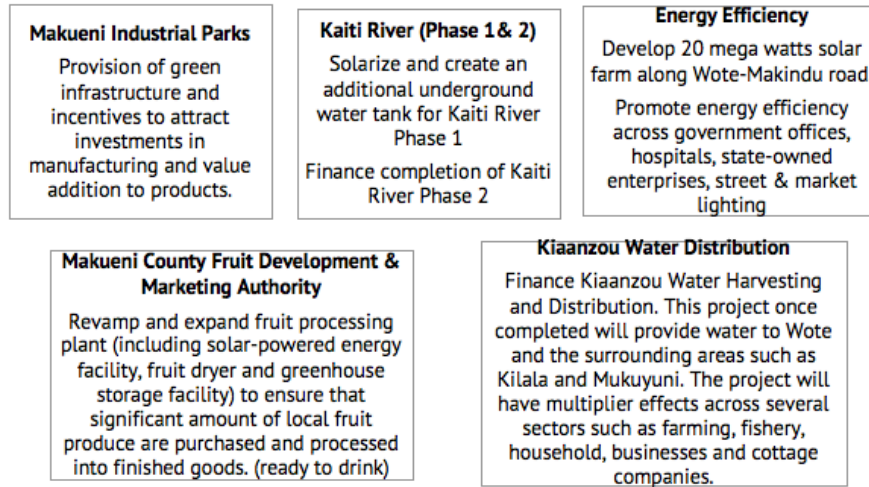 Makueni Industrial Parks
Provision of green
infrastructure and
incentives to attract
investments in
manufacturing and value
addition to products.
Kaiti River (Phase 1& 2)
Solarize and create an
additional underground
water tank for Kaiti River
Phase 1
Finance completion of Kaiti
River Phase 2
Energy Efficiency
Develop 20 mega watts solar
farm along Wote-Makindu road
Promote energy efficiency
across government offices,
hospitals, state-owned
enterprises, street & market
lighting
Makueni County Fruit Development &
Marketing Authority
Revamp and expand fruit processing
plant (including solar-powered energy
facility, fruit dryer and greenhouse
storage facility) to ensure that
significant amount of local fruit
produce are purchased and processed
into finished goods. (ready to drink)
Kiaanzou Water Distribution
Finance Kiaanzou Water Harvesting
and Distribution. This project once
completed will provide water to Wote
and the surrounding areas such as
Kilala and Mukuyuni. The project will
have multiplier effects across several
sectors such as farming, fishery,
household, businesses and cottage
companies.